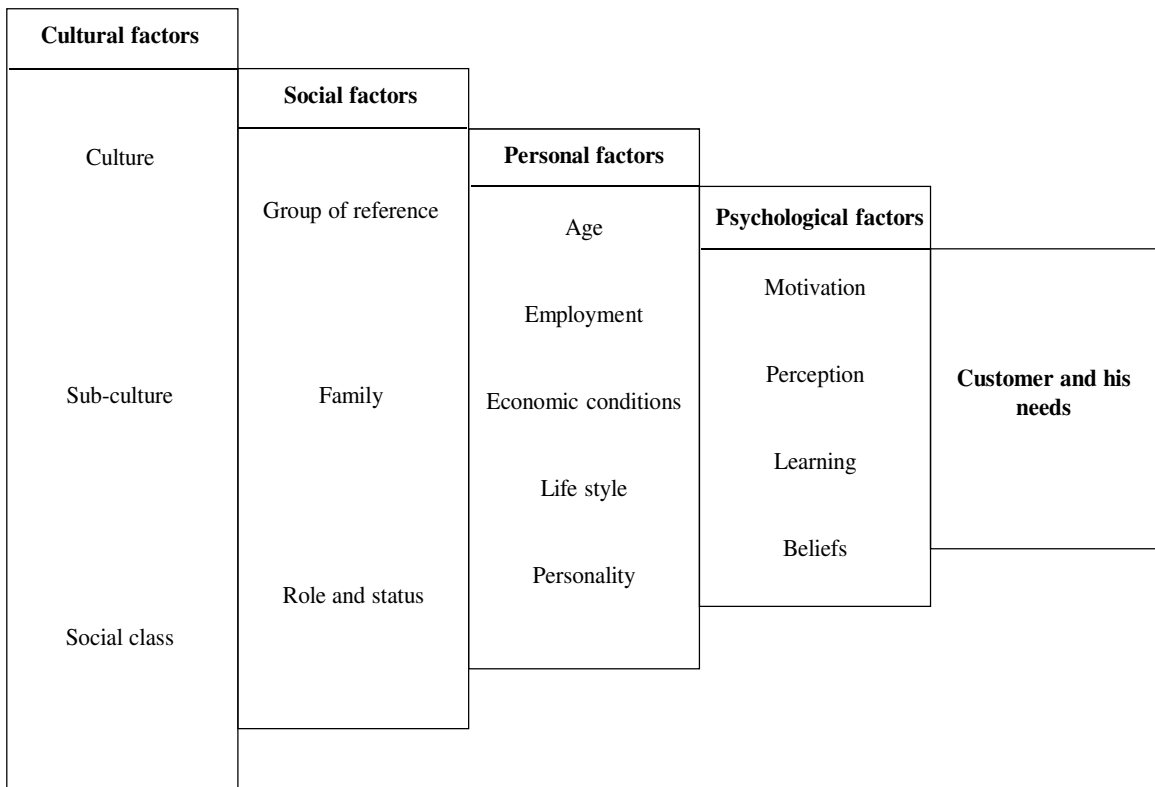 Cultural factors
Culture
Sub-culture
Social class
Social factors
Group of reference
Family
Role and status
Personal factors
Age
Employment
Economic conditions
Life style
Personality
Psychological factors
Motivation
Perception
Learning
Beliefs
Customer and his
needs